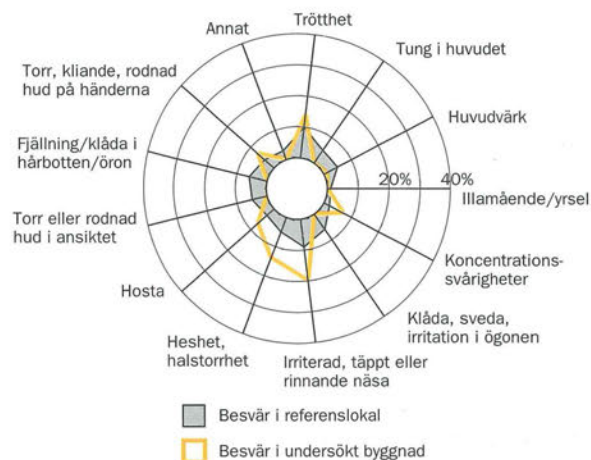 Trötthet
Annat
Tung i huvudet
Torr, kliande, rodnad
hud på händerna
Huvudvärk
Fjällning/klåda i
hårbotten/öron
20%
40%
Illamående/yrsel
Torr eller rodnad
hud i ansiktet
Koncentrations-
svårigheter
Hosta
Klåda, sveda,
irritation i ögonen
Heshet,
halstorrhet
Irriterad, täppt eller
rinnande näsa
Besvär i referenslokal
Besvär i undersökt byggnad